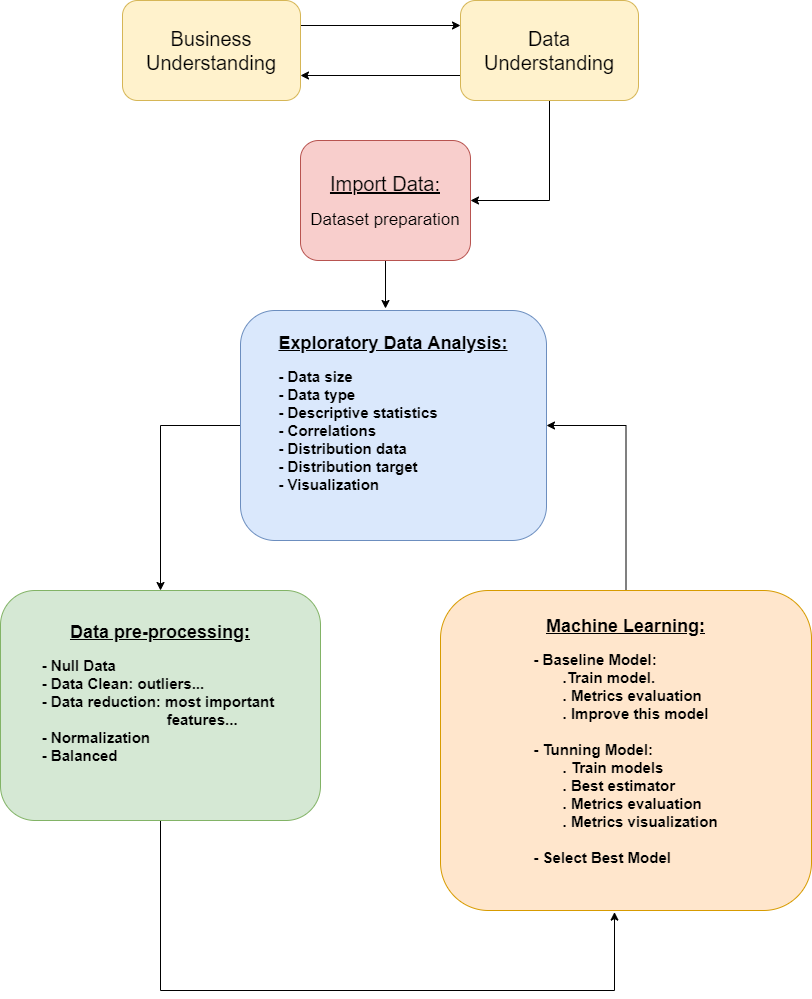 Business
Understanding
Data
Understanding
Import Data:
Dataset preparation
Exploratory Data Analysis:
- Data size
- Data type
- Descriptive statistics
- Correlations
- Distribution data
- Distribution target
- Visualization
Data pre-processing:
- Null Data
- Data Clean: outliers...
- Data reduction: most important
features...
- Normalization
- Balanced
Machine Learning:
- Baseline Model:
.Train model.
. Metrics evaluation
. Improve this model
- Tunning Model:
. Train models
. Best estimator
. Metrics evaluation
. Metrics visualization
- Select Best Model